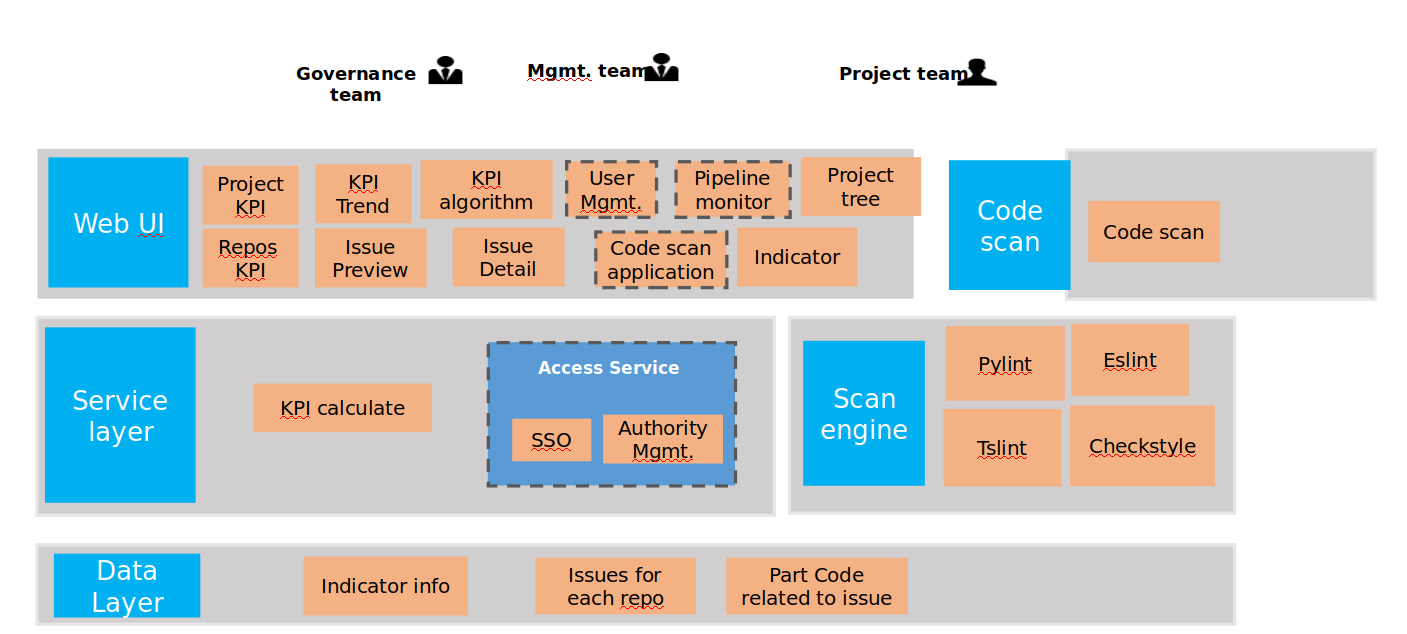 Governance
team
Mgmt. team
Project team
Web UI
Project
KPI
KPI
Trend
KPI
algorithm
User
Mgmt.
Pipeline
monitor
Project
tree
Repos
KPI
Issue
Preview
Issue
Detail
Code scan
application
Indicator
Code
scan
Code scan
Service
layer
KPI calculate
Access Service
SSO
Authority
Mgmt.
Scan
engine
Pylint
Eslint
Tslint
Checkstyle
Data
Layer
Indicator info
Issues for
each repo
Part Code
related to issue